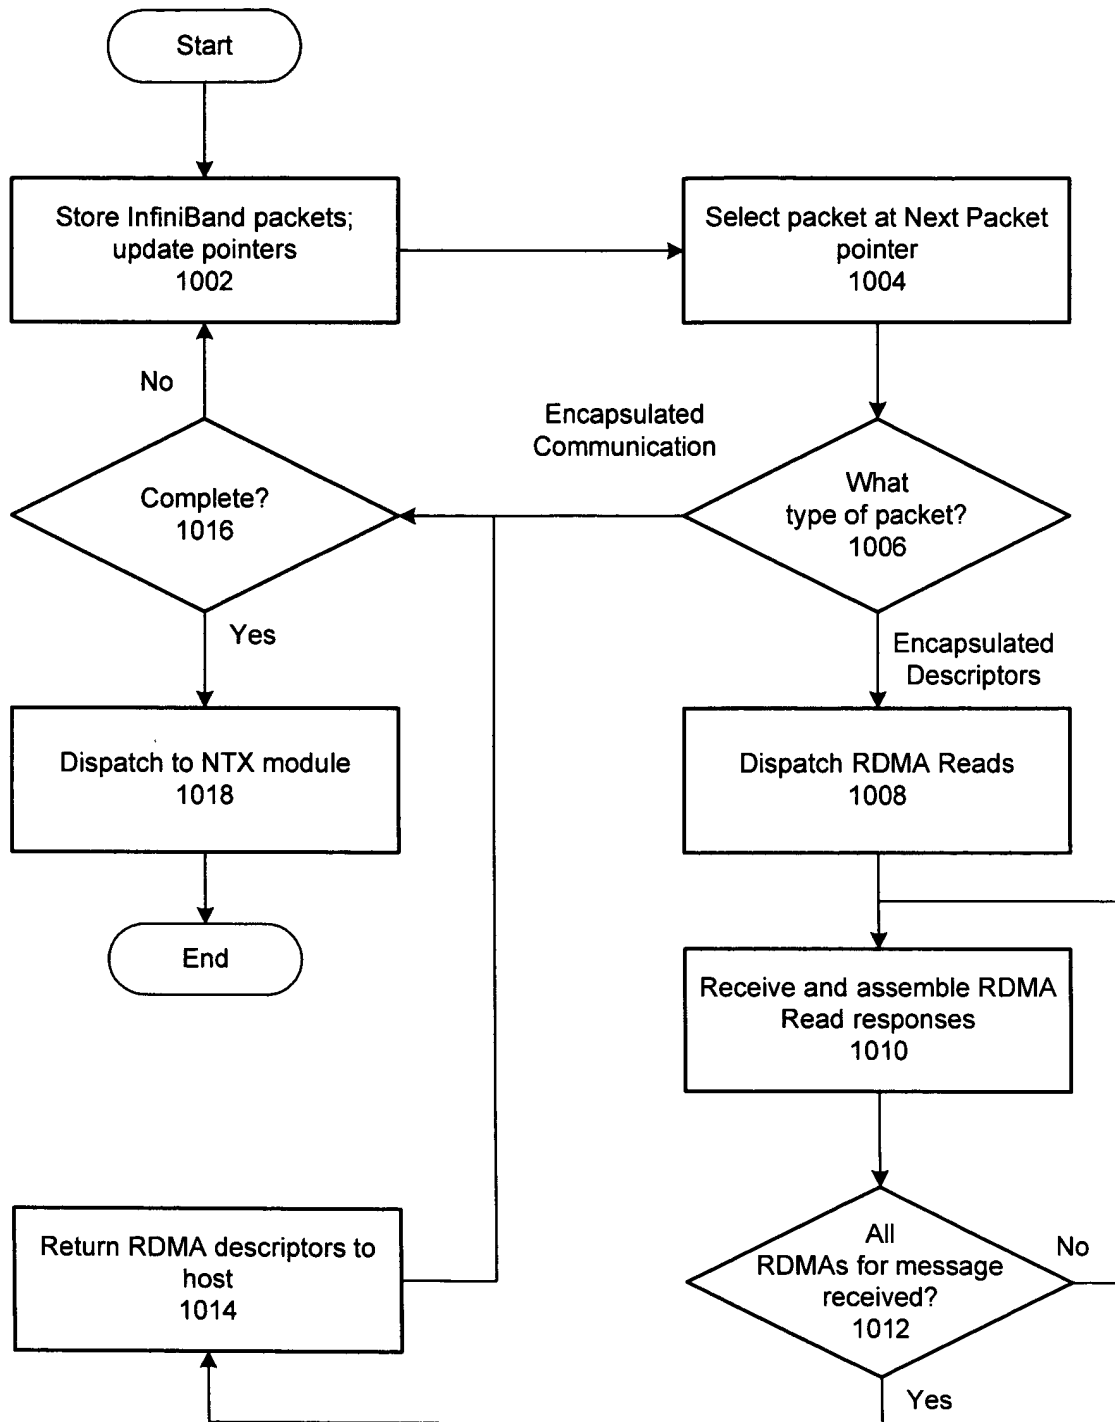 Start
Store InfiniBand packets;
update pointers
1002
Select packet at Next Packet
pointer
1004
No
Encapsulated
Communication
Complete?
1016
What
type of packet?
1006
Yes
Encapsulated
Descriptors
Dispatch to NTX module
1018
Dispatch RDMA Reads
1008
End
Receive and assemble RDMA
Read responses
1010
Return RDMA descriptors to
host
1014
All
RDMAs for message
received?
1012
No
Yes